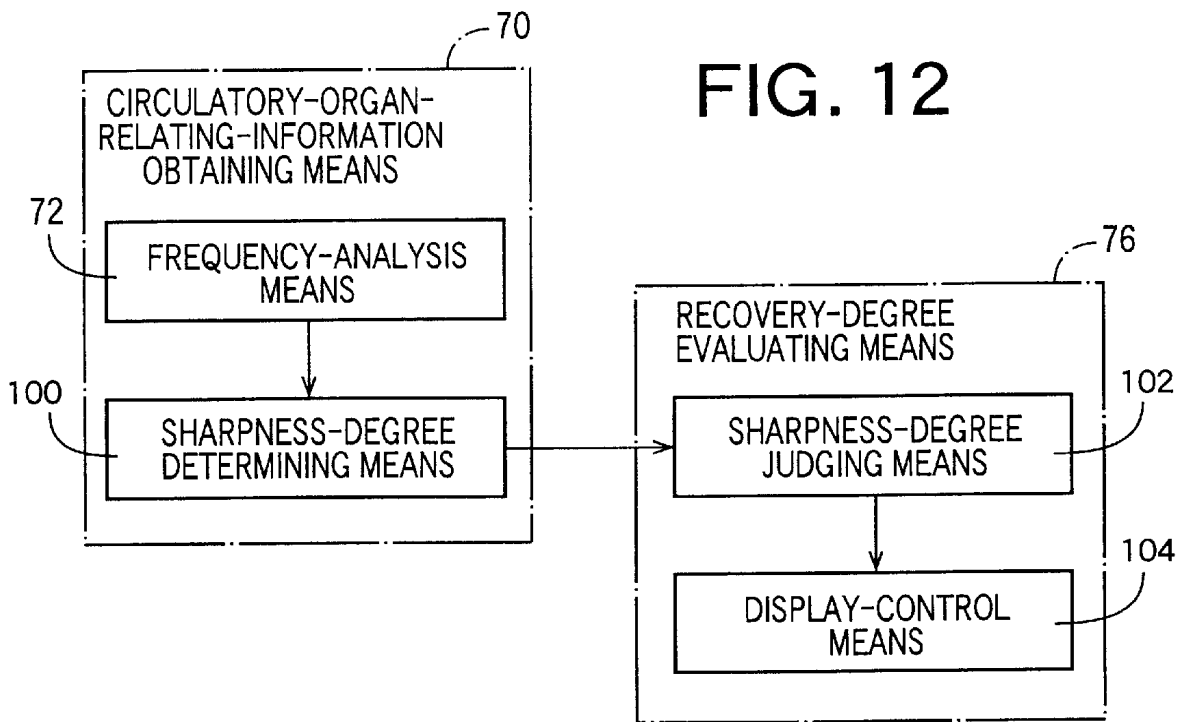 FIG. 12
70
CIRCULATORY-ORGAN-
RELATING-INFORMATION
OBTAINING MEANS
72
FREQUENCY-ANALYSIS
MEANS
100
SHARPNESS-DEGREE
DETERMINING MEANS
76
RECOVERY-DEGREE
EVALUATING MEANS
102
SHARPNESS-DEGREE
JUDGING MEANS
104
DISPLAY-CONTROL
MEANS